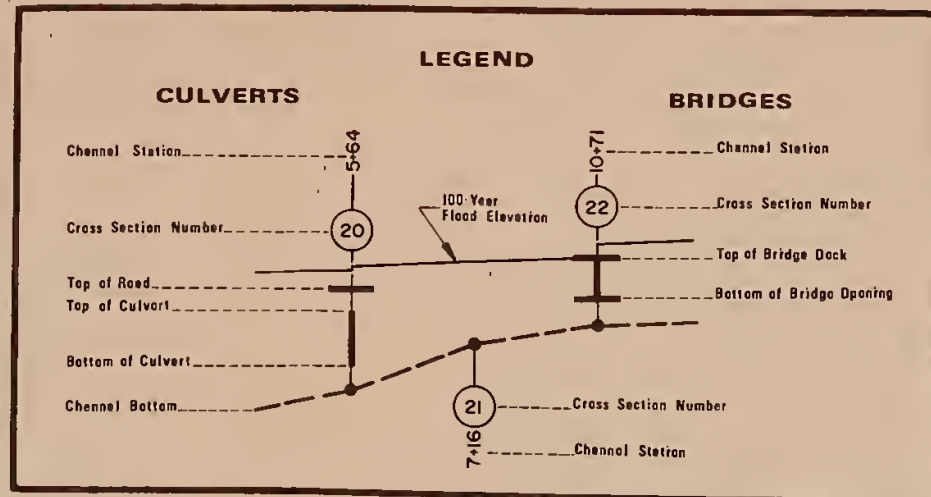 LEGEND
CULVERTS
BRIDGES
5+64
Channel Station
Cross Section Number
20
Top of Road
Top of Culvert
Bottom of Culvert
Channel Bottom
100-Year
Flood Elevation
10+71
Channel Station
22
Cross Section Number
Top of Bridge Deck
Bottom of Bridge Opening
21
Cross Section Number
7+16
Channel Station